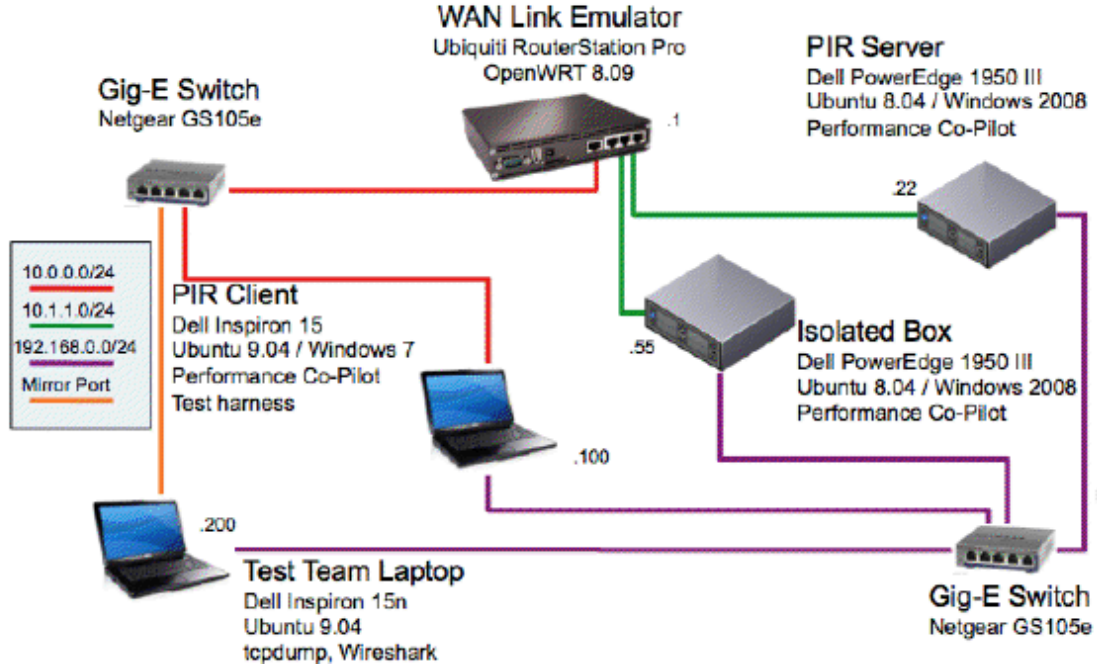 WAN Link Emulator
Ubiquiti RouterStation Pro
OpenWRT 8.09
.1
PIR Server
Dell PowerEdge 1950 III
Ubuntu 8.04 / Windows 2008
Performance Co-Pilot
.22
Gig-E Switch
Netgear GS105e
10.0.0.0/24
10.1.1.0/24
192.168.0.0/24
Mirror Port
PIR Client
Dell Inspiron 15
Ubuntu 9.04 / Windows 7
Performance Co-Pilot
Test harness
.100
.55
Isolated Box
Dell PowerEdge 1950 III
Ubuntu 8.04 / Windows 2008
Performance Co-Pilot
.200
Test Team Laptop
Dell Inspiron 15n
Ubuntu 9.04
tcpdump, Wireshark
Gig-E Switch
Netgear GS105e